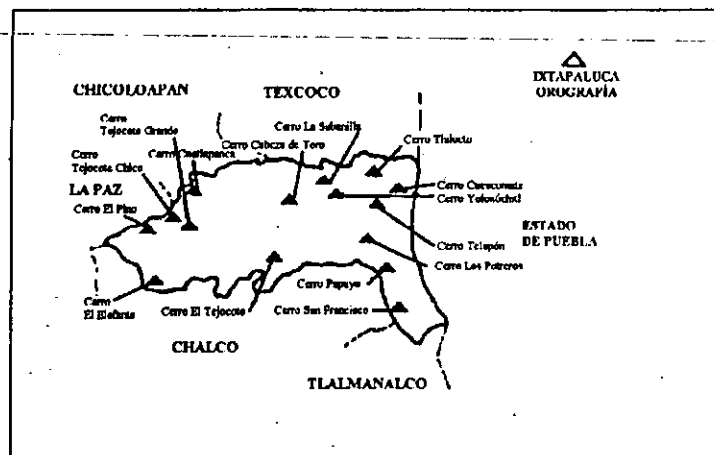 IXTAPALUCA
OROGRAFÍA
CHICOLOAPAN
TEXCOCO
Cerro
Tejocote Grande
Cerro La Sabanilla
Cerro Tlaloc
Cerro Cabeza de Toro
Cerro
Tejocote Chico
LA PAZ
Cerro El Pino
Cerro Yeloxóchitl
ESTADO
DE PUEBLA
Cerro Telapón
Cerro Los Potreros
Cerro Papayo
Cerro
El Elefante
Cerro El Tejocote
Cerro San Francisco
CHALCO
TLALMANALCO